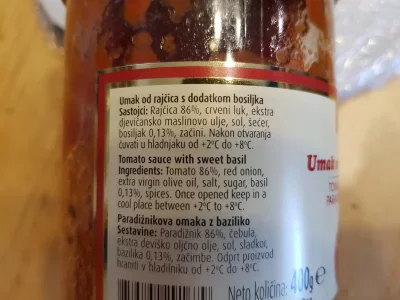 Umak od rajčica s dodatkom bosiljka
Sastojci: Rajčica 86%, crveni luk, ekstra
djevičansko maslinovo ulje, sol, šećer,
bosiljak 0,13%, začini. Nakon otvaranja
čuvati u hladnjaku od +2°C do +8°C.
Tomato sauce with sweet basil
Ingredients: Tomato 86%, red onion,
extra virgin olive oil, salt, sugar, basil
0,13%, spices. Once opened keep in a
cool place between +2°C to +8°C.
Paradižnikova omaka z baziliko
Sestavine: Paradižnik 86%, čebula,
ekstra deviško oljčno olje, sol, sladkor,
bazilika 0,13%, začimbe. Odprt proizvod
hraniti v hladilniku od +2°C do +8°C.
Neto količina: 400g e
Umak